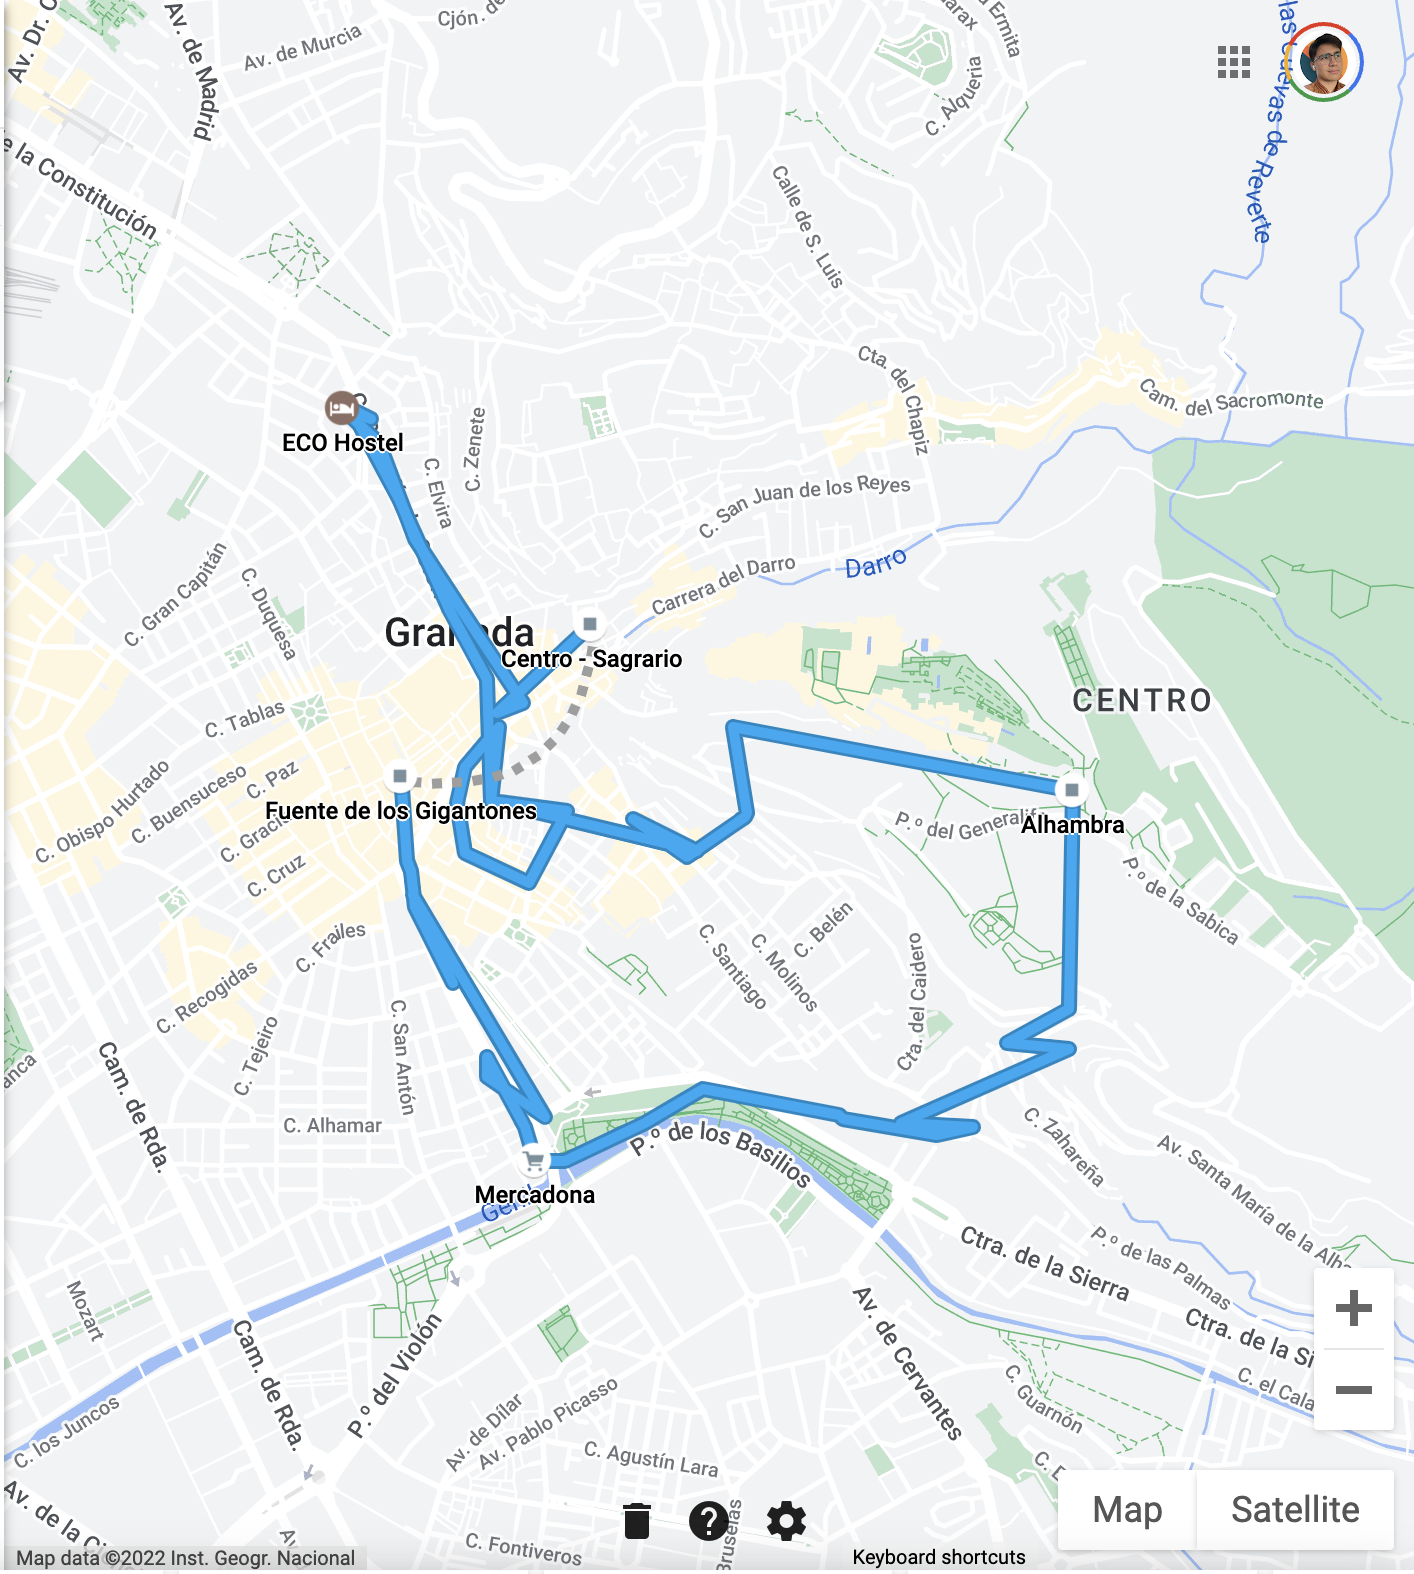 Av. Dr. O
Av. de Madrid
Cjón. de
Av. de Murcia
arax
a Ermita
C. Alqueria
las Cuevas de Reverte
e la Constitución
Calle de S. Luis
Cta. del Chapiz
Cam. del Sacromonte
ECO Hostel
C. Zenete
C. Elvira
C. San Juan de los Reyes
Darro
Carrera del Darro
C. Gran Capitán
C. Duquesa
Granada
Centro - Sagrario
CENTRO
C. Tablas
C. Paz
C. Buensuceso
C. Obispo Hurtado
C. Gracia
C. Cruz
Fuente de los Gigantones
P.º del Generalif
Alhambra
P.º de la Sabica
C. Frailes
C. Recogidas
C. Tejeiro
C. San Antón
C. Santiago
C. Molinos
C. Belén
Cta. del Caidero
anca
Cam. de Rda.
C. Alhamar
P.º de los Basilios
C. Zahareña
Mercadona
Genil
Av. Santa María de la Alha
P.º de las Palmas
Ctra. de la Sierra
Ctra. de la Si
C. el Cala
Mozart
Cam. de Rda.
P.º del Violón
Av. de Cervantes
C. Guarnón
C. los Juncos
Av. de Dílar
Av. Pablo Picasso
C. Agustín Lara
Av. de la C
Av
C. Fontiveros
Bruselas
Map
Satellite
Map data ©2022 Inst. Geogr. Nacional
Keyboard shortcuts